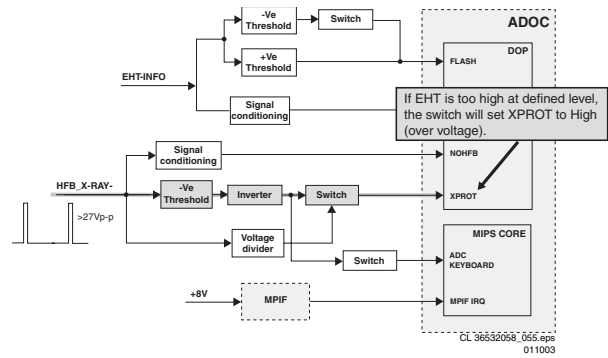 ADOC
-Ve
Threshold
Switch
DOP
+Ve
Threshold
FLASH
EHT-INFO
Signal
conditioning
If EHT is too high at defined level,
the switch will set XPROT to High
(over voltage).
Signal
conditioning
NOHFB
HFB_X-RAY-
-Ve
Threshold
Inverter
Switch
XPROT
>27Vp-p
Voltage
divider
MIPS CORE
Switch
ADC
KEYBOARD
+8V
MPIF
MPIF IRQ
CL 36532058_055.eps
011003